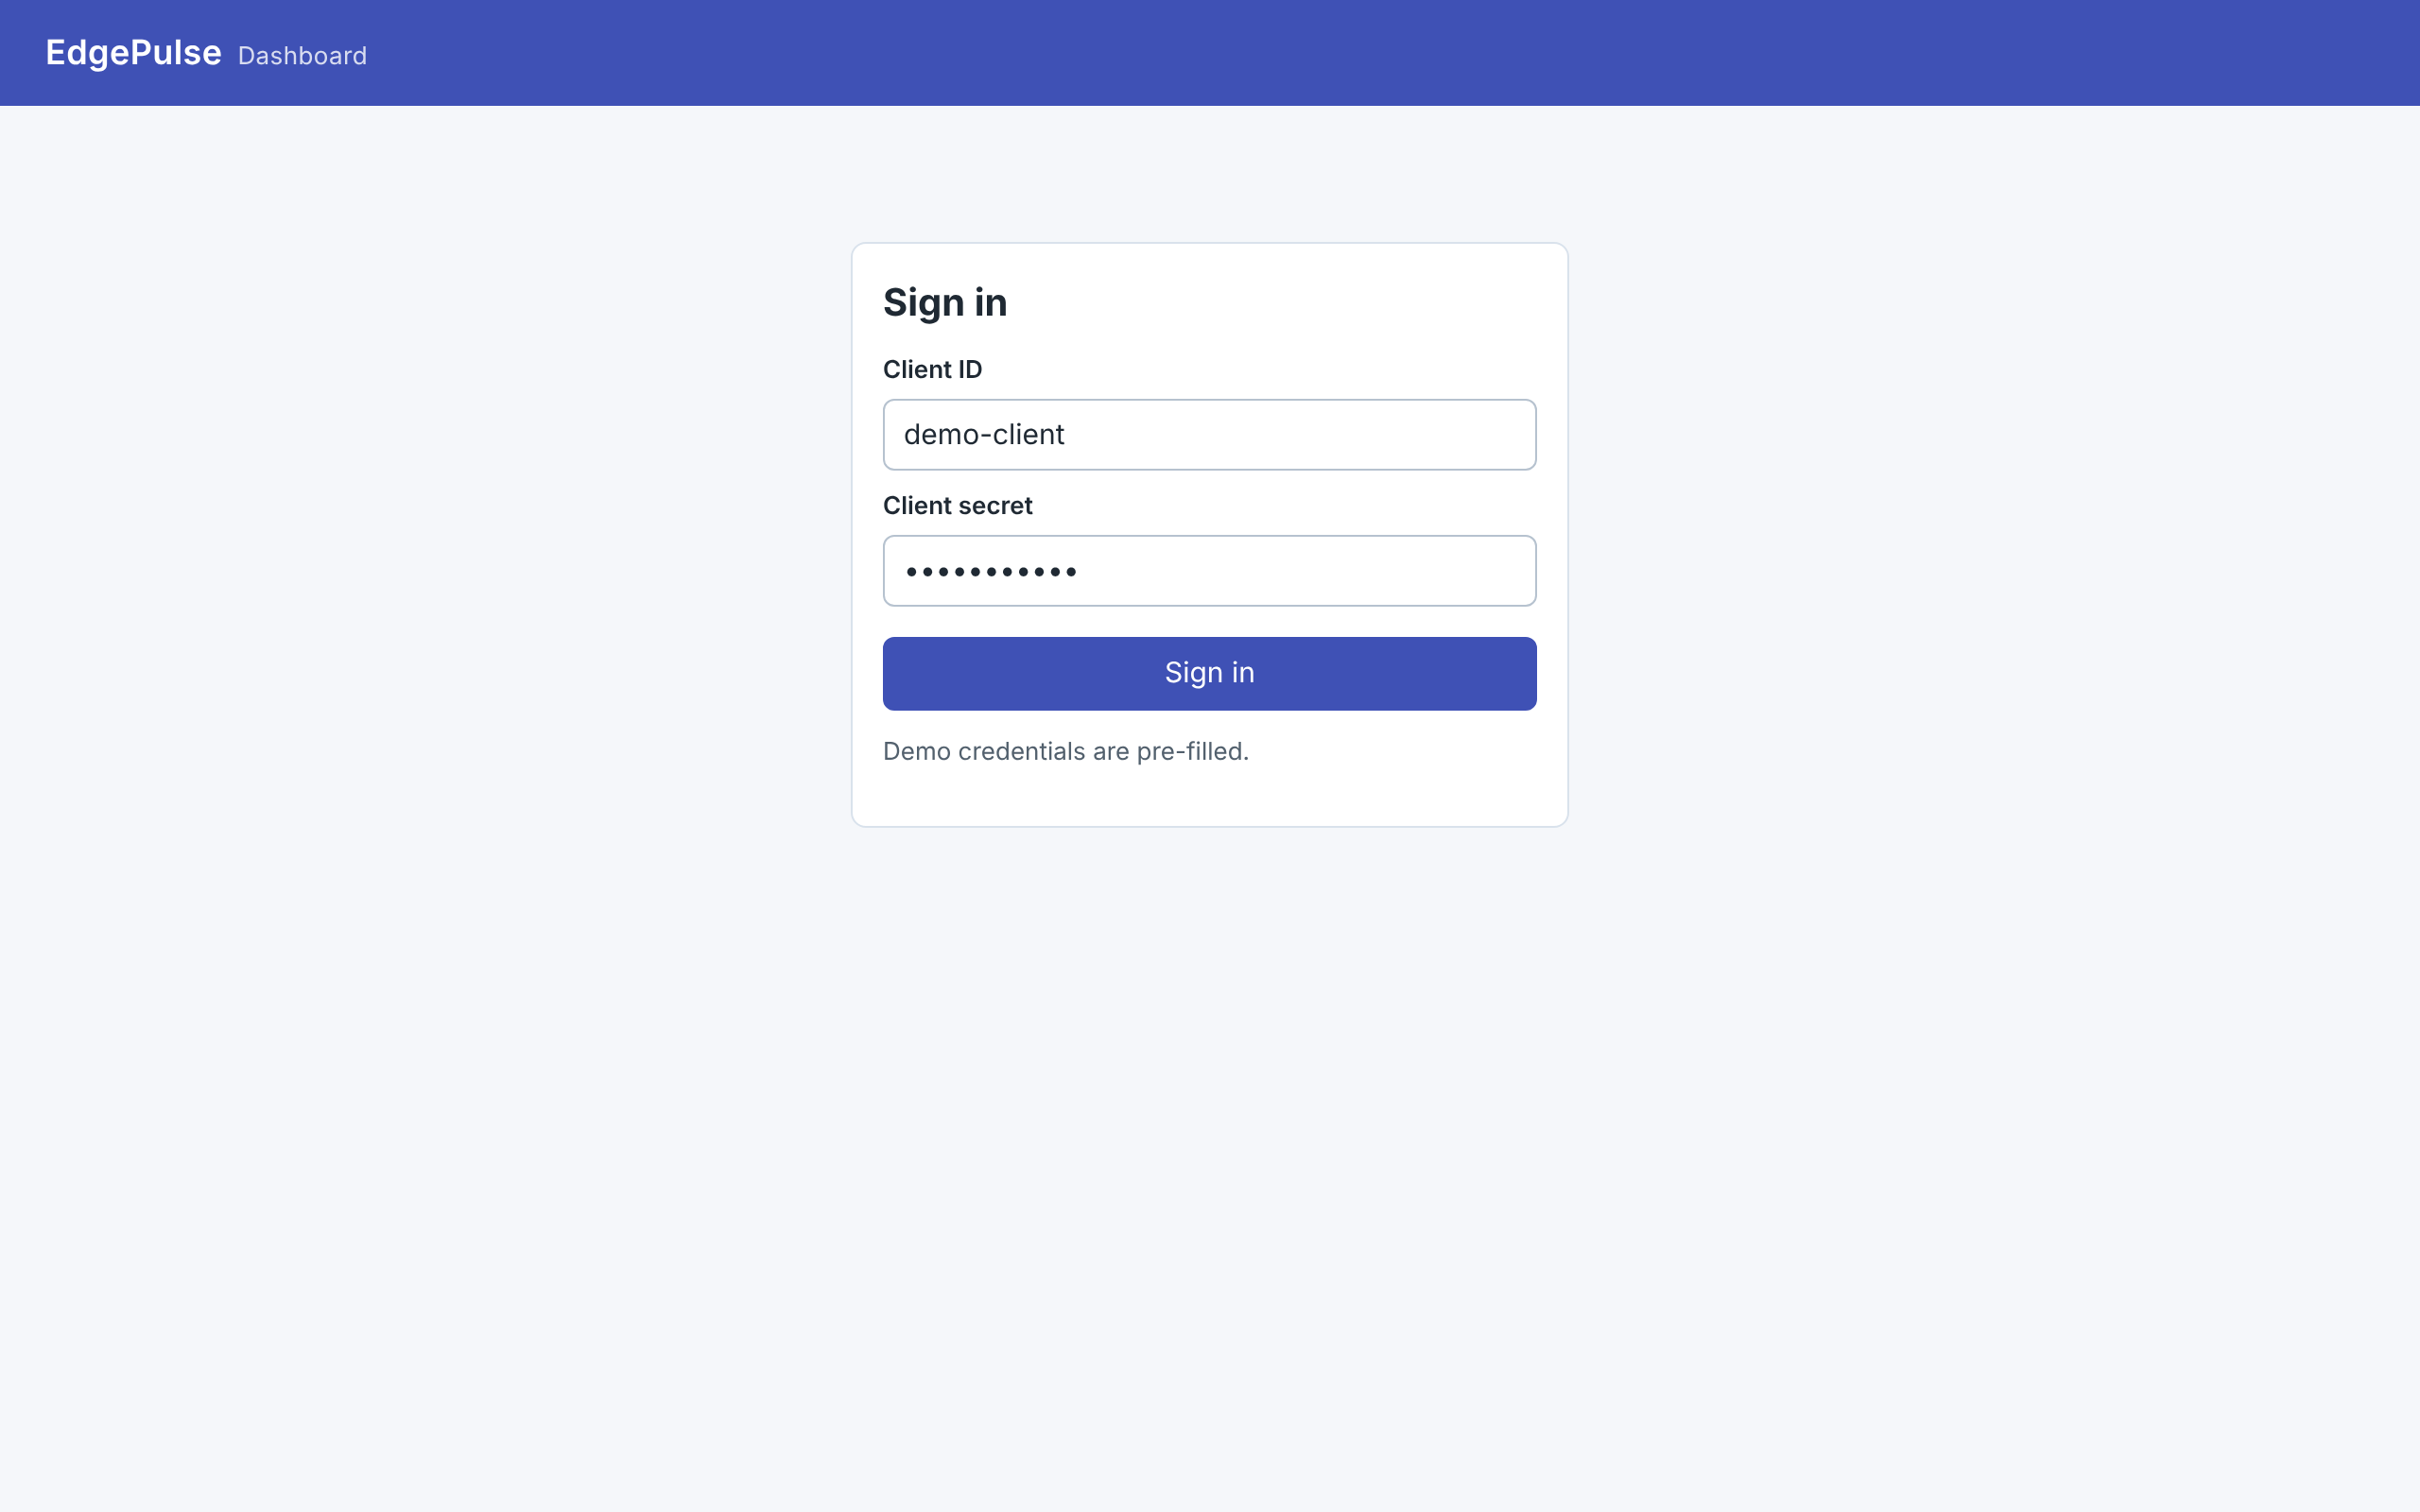 EdgePulse Dashboard
Sign in
Client ID
demo-client
Client secret
•••••••••••
Sign in
Demo credentials are pre-filled.